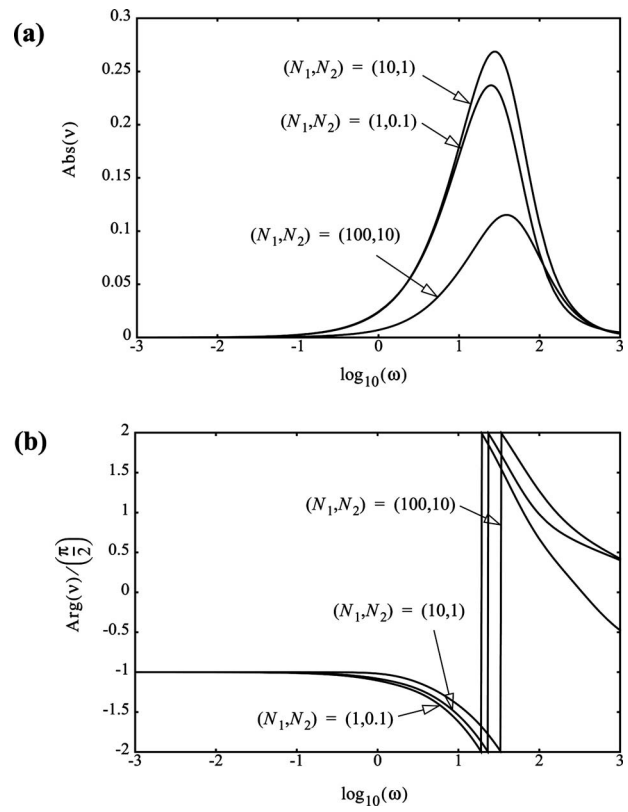 (a)
0.3
0.25
0.2
0.15
0.1
0.05
0
Abs(ν)
(N1,N2) = (10,1)
(N1,N2) = (1,0.1)
(N1,N2) = (100,10)
-3 -2 -1 0 1 2 3
log10(ω)
(b)
2
1.5
1
0.5
0
-0.5
-1
-1.5
-2
Arg(ν)/(π/2)
(N1,N2) = (100,10)
(N1,N2) = (10,1)
(N1,N2) = (1,0.1)
-3 -2 -1 0 1 2 3
log10(ω)